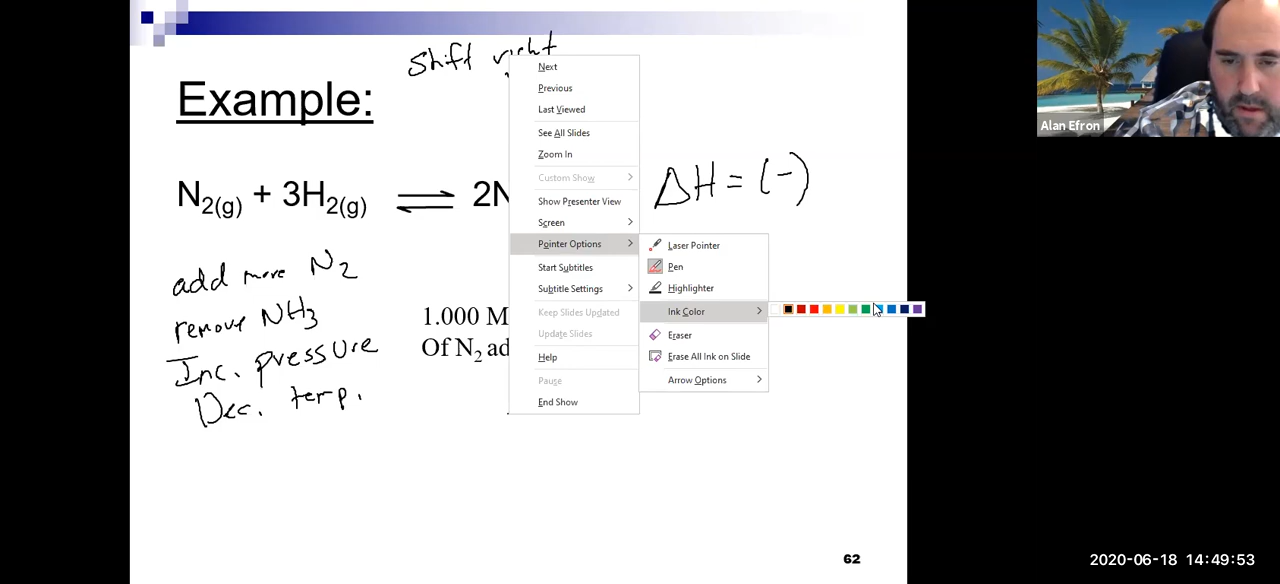 shift right
Next
Previous
Last Viewed
See All Slides
Zoom In
Custom Show
Show Presenter View
Screen
Pointer Options
Start Subtitles
Subtitle Settings
Keep Slides Updated
Update Slides
Help
Pause
End Show
Laser Pointer
Pen
Highlighter
Ink Color
Eraser
Erase All Ink on Slide
Arrow Options
Example:
N2(g) + 3H2(g) ⇌ 2N
ΔH = (-)
add more N2
remove NH3
Inc. pressure
Dec. temp.
1.000 M
Of N2 ad
62
Alan Efron
2020-06-18 14:49:53